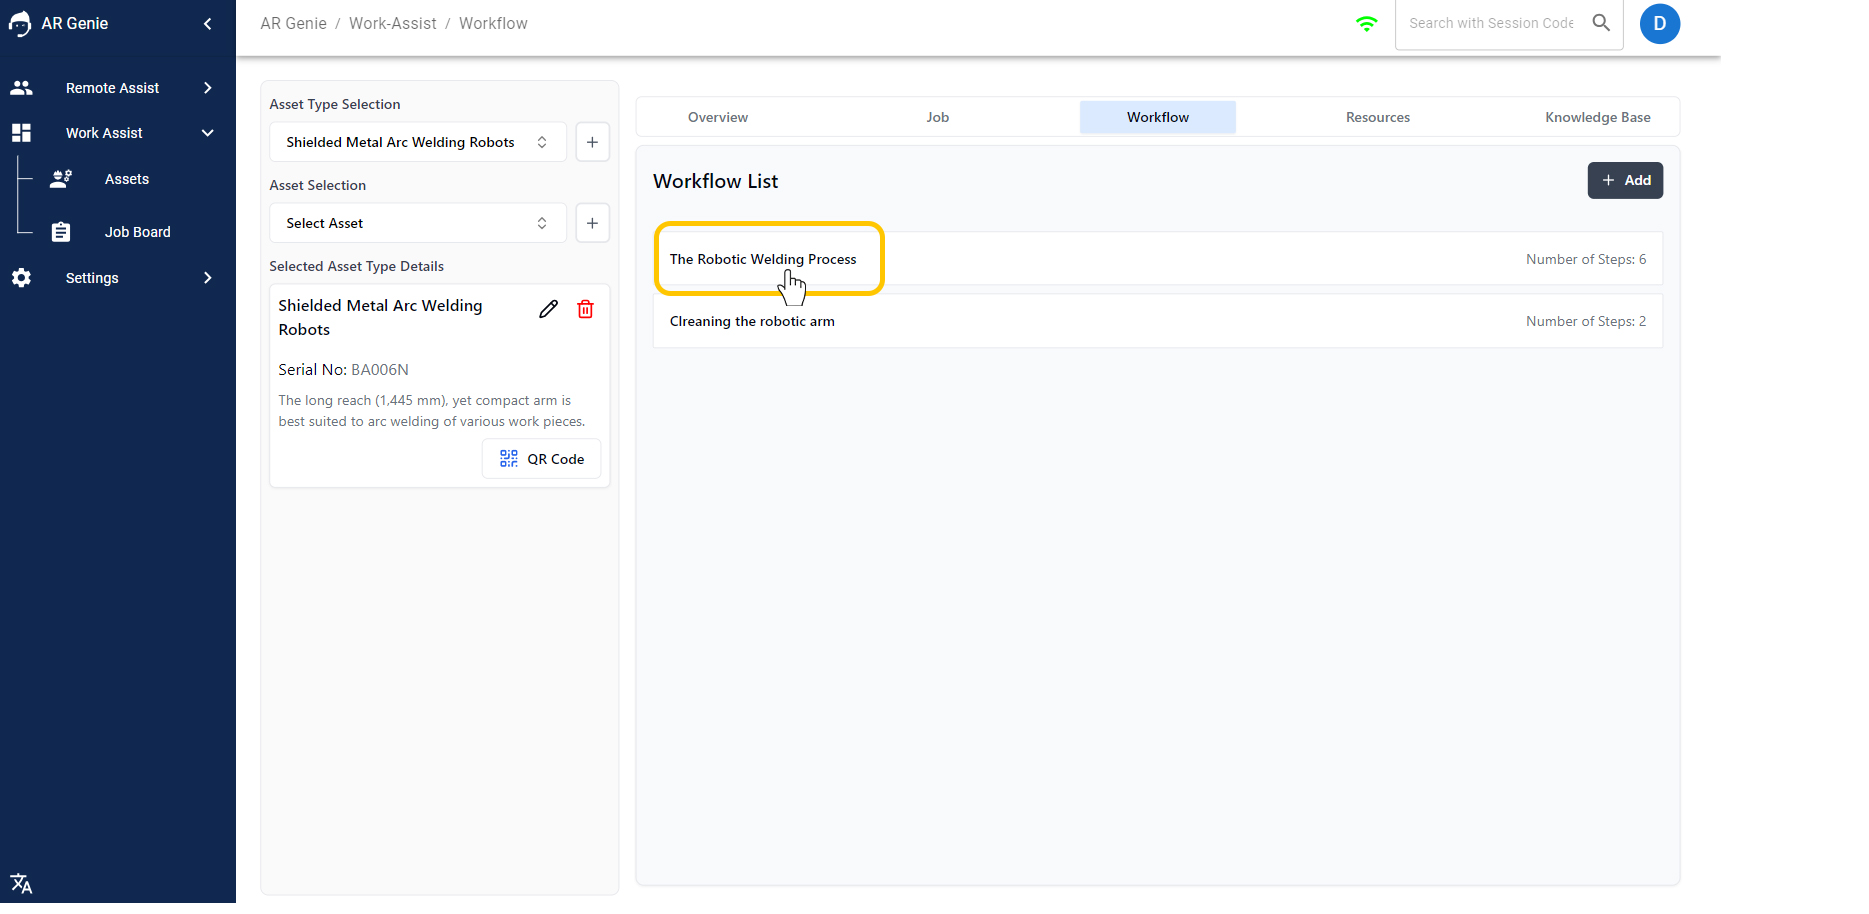 AR Genie
Remote Assist
Work Assist
Assets
Job Board
Settings
AR Genie / Work-Assist / Workflow
Search with Session Code
D
Asset Type Selection
Shielded Metal Arc Welding Robots
Asset Selection
Select Asset
Selected Asset Type Details
Shielded Metal Arc Welding
Robots
Serial No: BA006N
The long reach (1,445 mm), yet compact arm is
best suited to arc welding of various work pieces.
QR Code
Overview
Job
Workflow
Resources
Knowledge Base
Workflow List
+ Add
The Robotic Welding Process
Number of Steps: 6
Clreaning the robotic arm
Number of Steps: 2